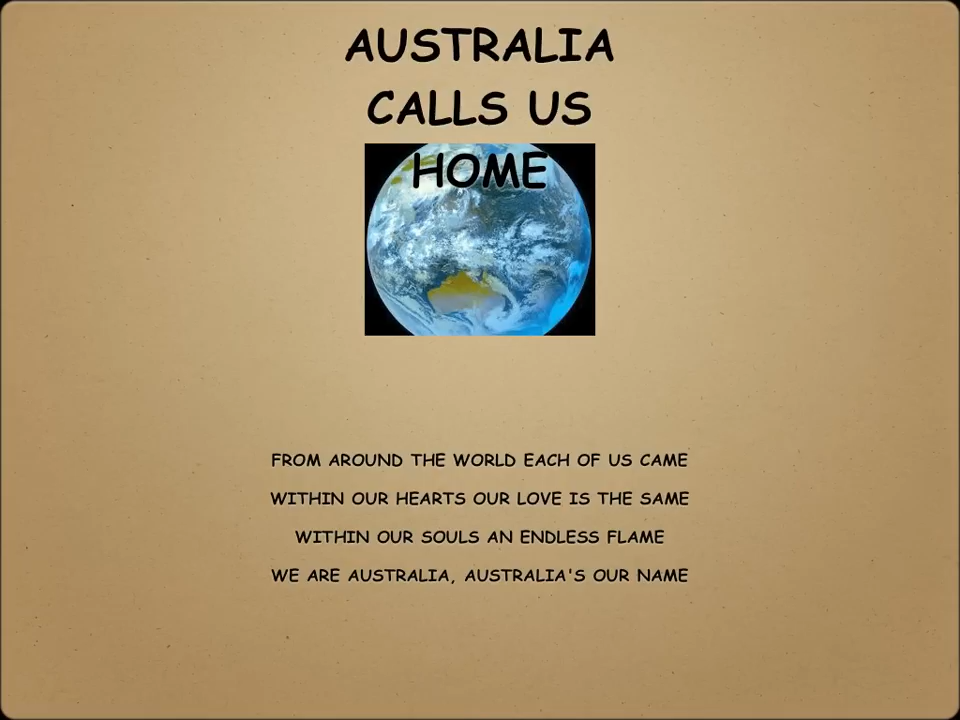 AUSTRALIA
CALLS US
HOME
FROM AROUND THE WORLD EACH OF US CAME
WITHIN OUR HEARTS OUR LOVE IS THE SAME
WITHIN OUR SOULS AN ENDLESS FLAME
WE ARE AUSTRALIA, AUSTRALIA'S OUR NAME